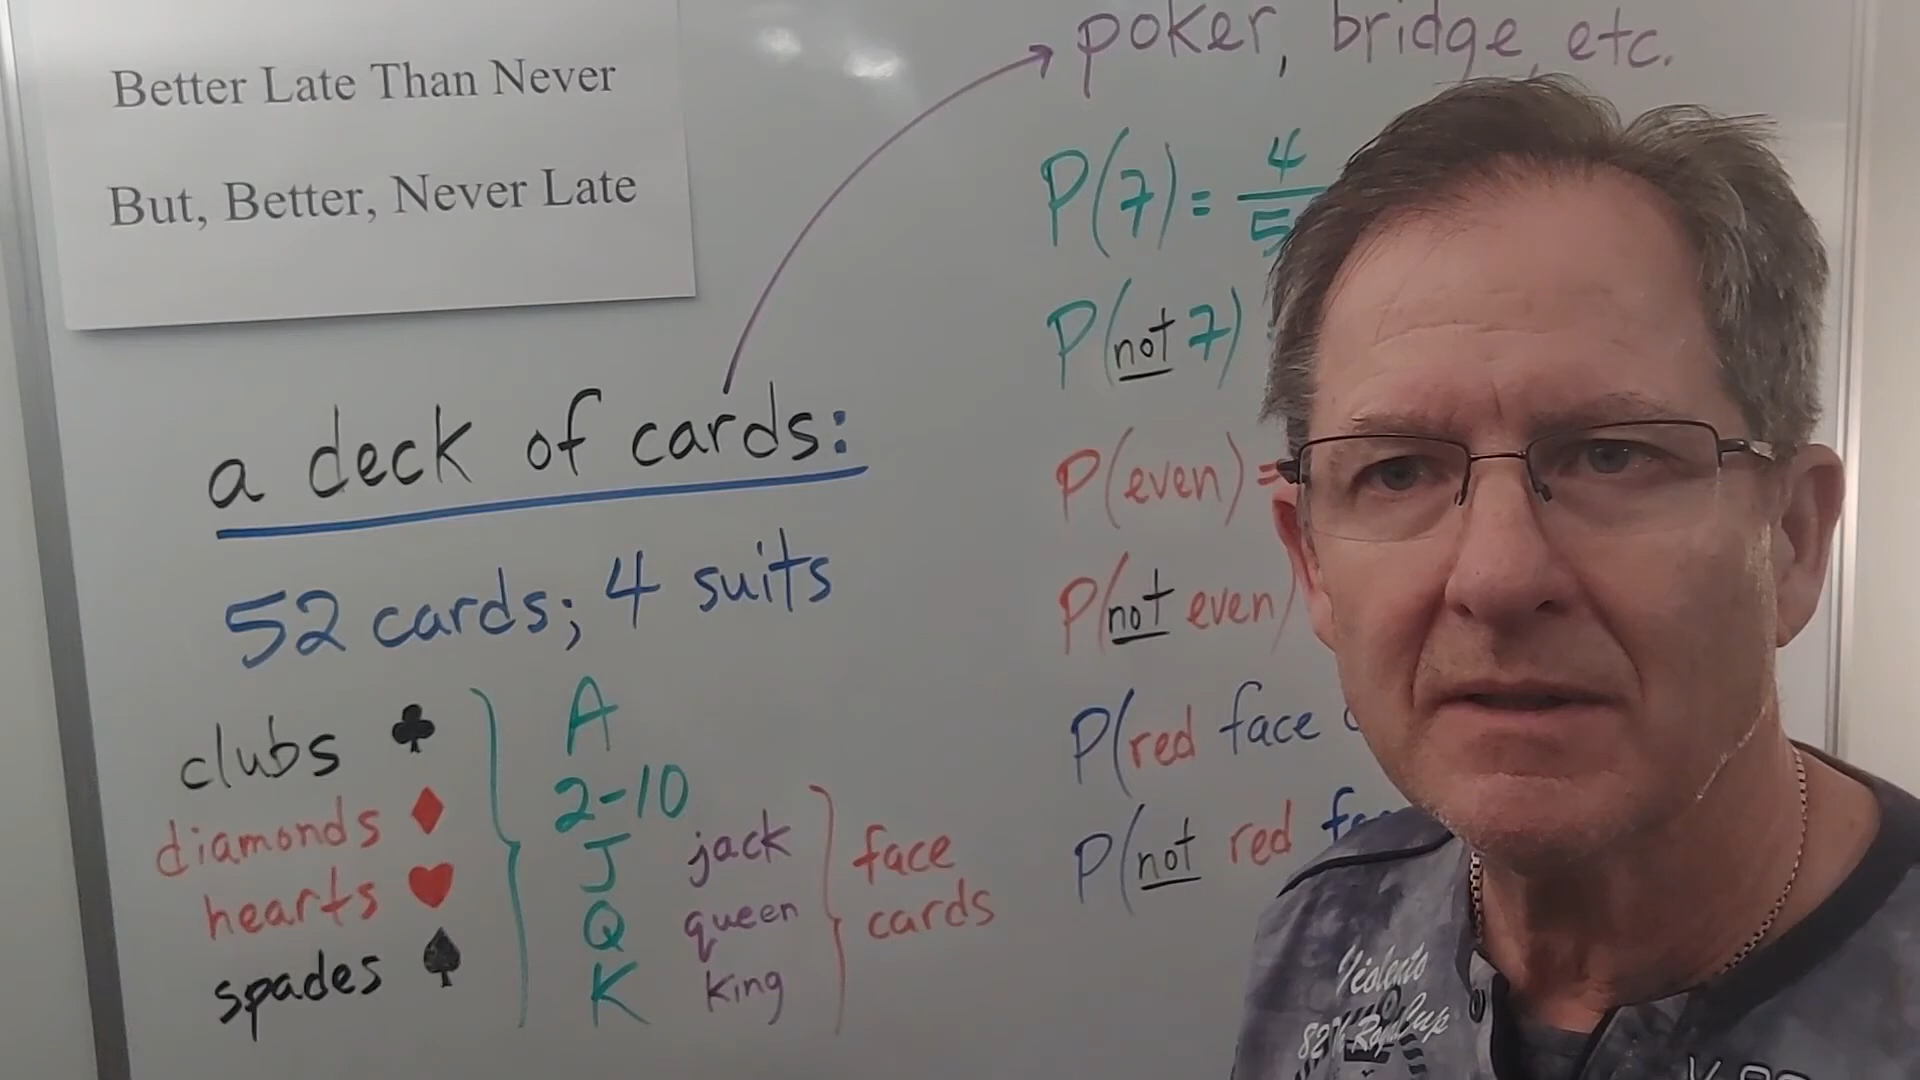 Better Late Than Never
But, Better, Never Late
a deck of cards:
52 cards; 4 suits
clubs ♣
diamonds ♦
hearts ♥
spades ♠
A
2-10
J jack
Q queen
K king
face
cards
poker, bridge, etc.
P(7) = 4/5
P(not 7)
P(even) =
P(not even)
P(red face
P(not red
82